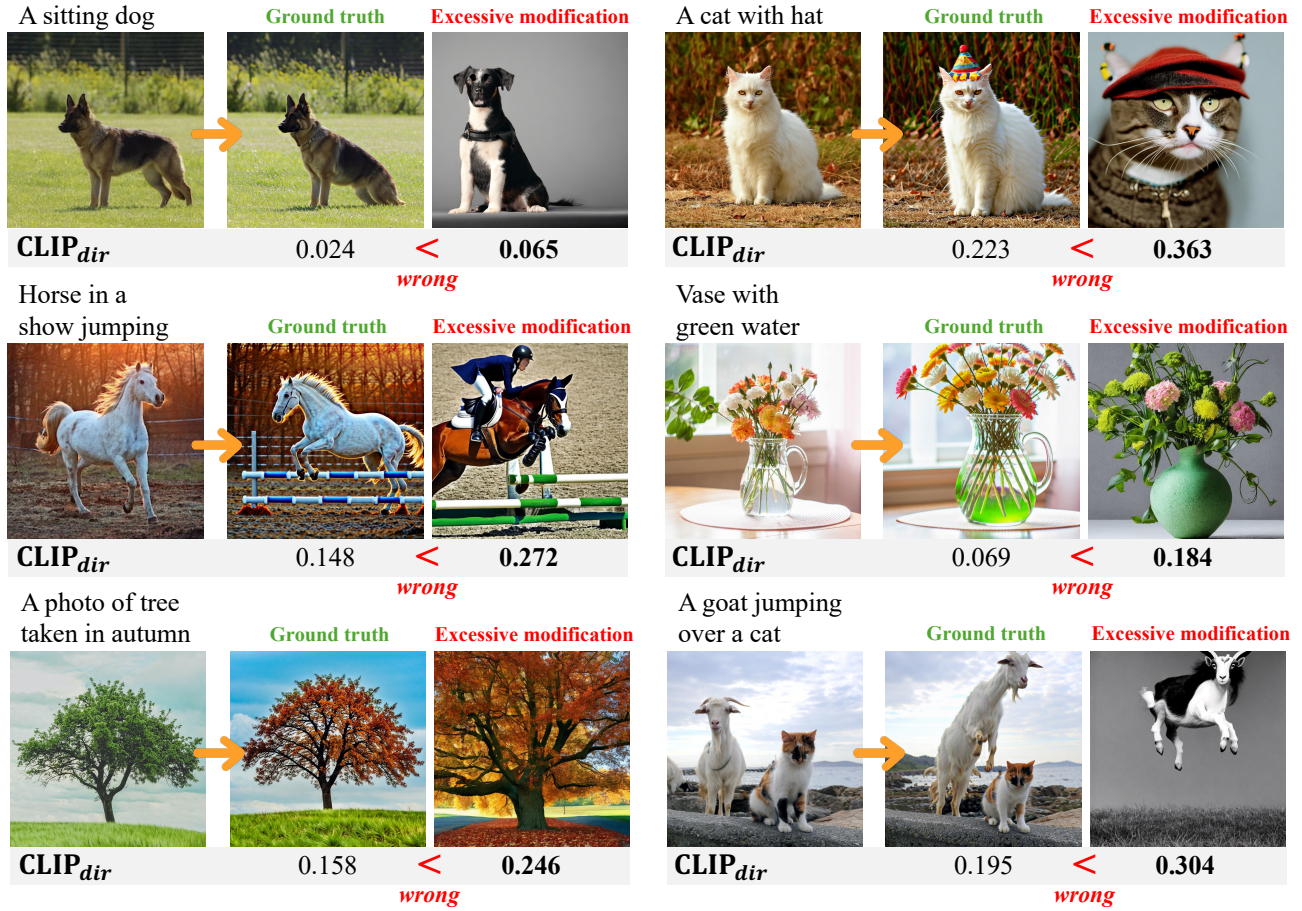 A sitting dog
Ground truth
Excessive modification
CLIP_dir 0.024 < 0.065
wrong
A cat with hat
Ground truth
Excessive modification
CLIP_dir 0.223 < 0.363
wrong
Horse in a
show jumping
Ground truth
Excessive modification
CLIP_dir 0.148 < 0.272
wrong
Vase with
green water
Ground truth
Excessive modification
CLIP_dir 0.069 < 0.184
wrong
A photo of tree
taken in autumn
Ground truth
Excessive modification
CLIP_dir 0.158 < 0.246
wrong
A goat jumping
over a cat
Ground truth
Excessive modification
CLIP_dir 0.195 < 0.304
wrong